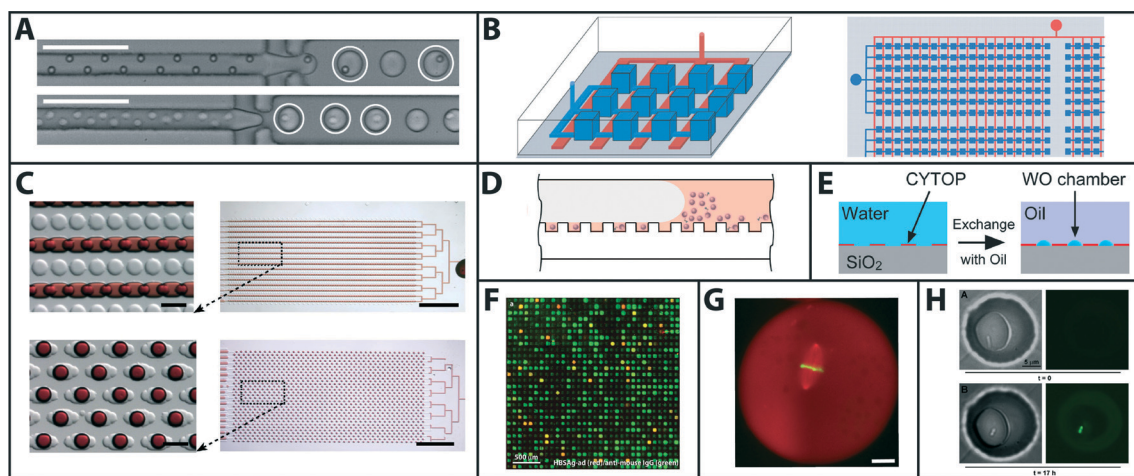 A
B
C
D
E
CYTOP
WO chamber
Water
Exchange
Oil
SiO₂
with Oil
F
a
500 µm
HBSAg-ad (red)/anti-mouse IgG (green)
G
H
A
5 µm
t = 0
B
t = 17 h